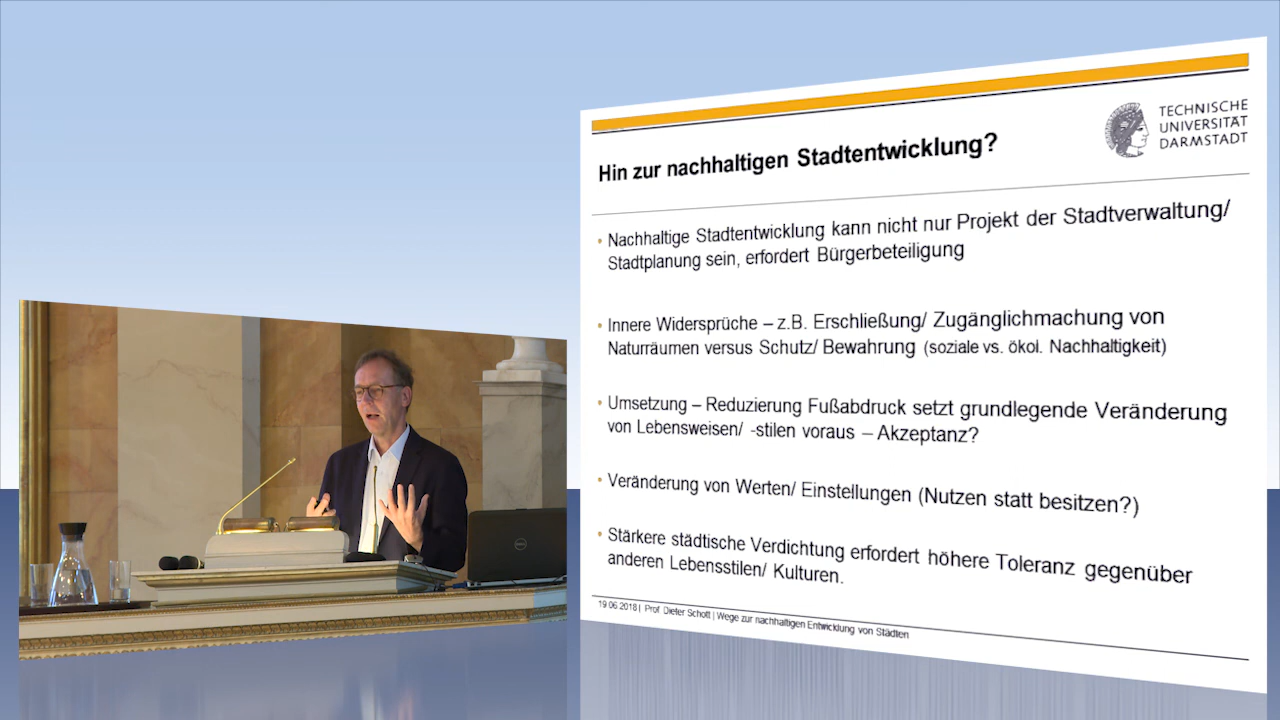 TECHNISCHE
UNIVERSITÄT
DARMSTADT
Hin zur nachhaltigen Stadtentwicklung?
• Nachhaltige Stadtentwicklung kann nicht nur Projekt der Stadtverwaltung/
Stadtplanung sein, erfordert Bürgerbeteiligung
• Innere Widersprüche – z.B. Erschließung/ Zugänglichmachung von
Naturräumen versus Schutz/ Bewahrung (soziale vs. ökol. Nachhaltigkeit)
• Umsetzung – Reduzierung Fußabdruck setzt grundlegende Veränderung
von Lebensweisen/ -stilen voraus – Akzeptanz?
• Veränderung von Werten/ Einstellungen (Nutzen statt besitzen?)
• Stärkere städtische Verdichtung erfordert höhere Toleranz gegenüber
anderen Lebensstilen/ Kulturen.
19.06.2018 | Prof. Dieter Schott | Wege zur nachhaltigen Entwicklung von Städten
DELL